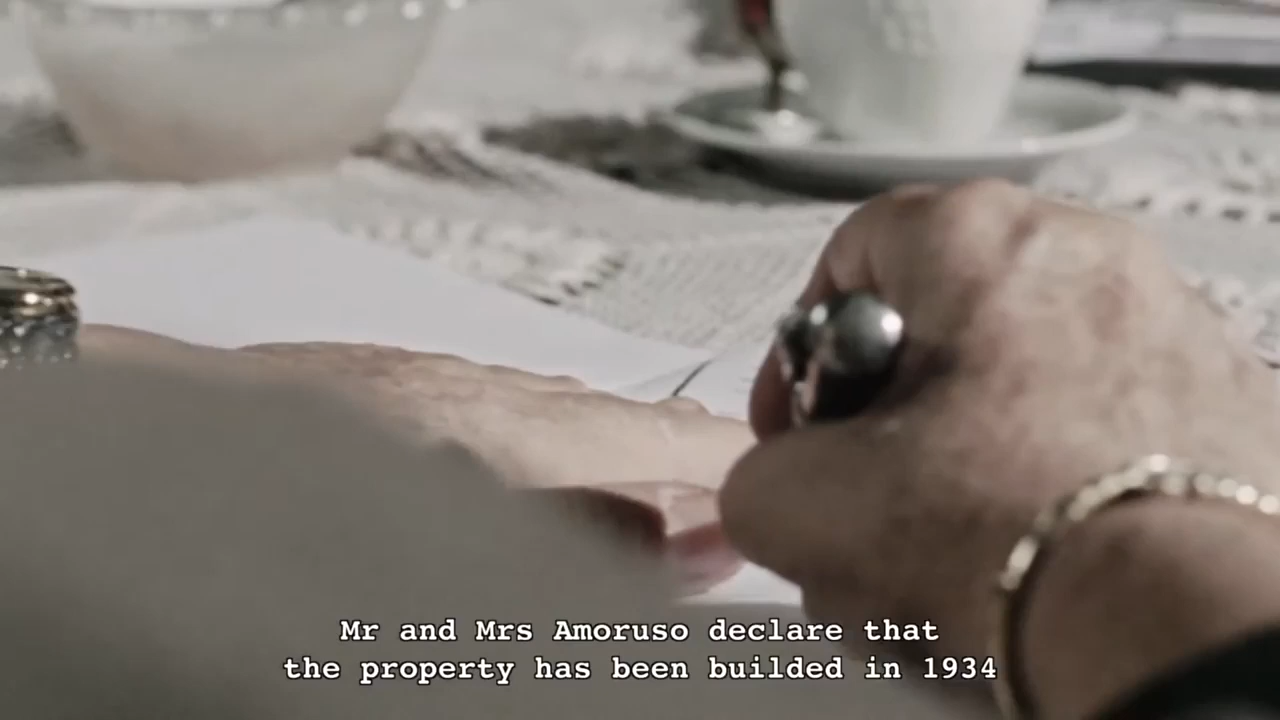 Mr and Mrs Amoruso declare that
the property has been builded in 1934